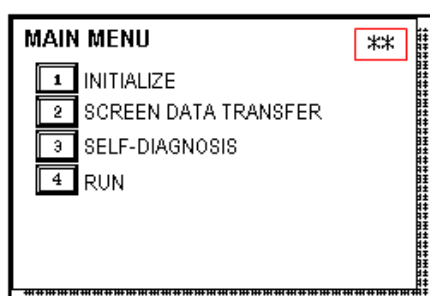 MAIN MENU **
1 INITIALIZE
2 SCREEN DATA TRANSFER
3 SELF-DIAGNOSIS
4 RUN